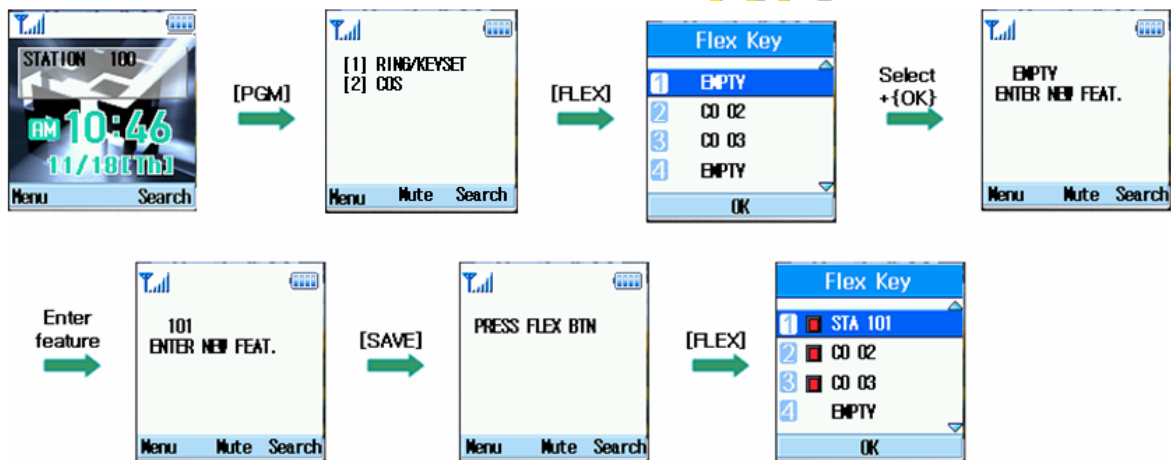 STATION 100
AM 10:46
11/18[Th]
Menu Search
[PGM]
[1] RING/KEYSET
[2] COS
Menu Mute Search
[FLEX]
Flex Key
1 EMPTY
2 CO 02
3 CO 03
4 EMPTY
OK
Select
+{OK}
EMPTY
ENTER NEW FEAT.
Menu Mute Search
Enter
feature
101
ENTER NEW FEAT.
Menu Mute Search
[SAVE]
PRESS FLEX BTN
Menu Mute Search
[FLEX]
Flex Key
1 STA 101
2 CO 02
3 CO 03
4 EMPTY
OK